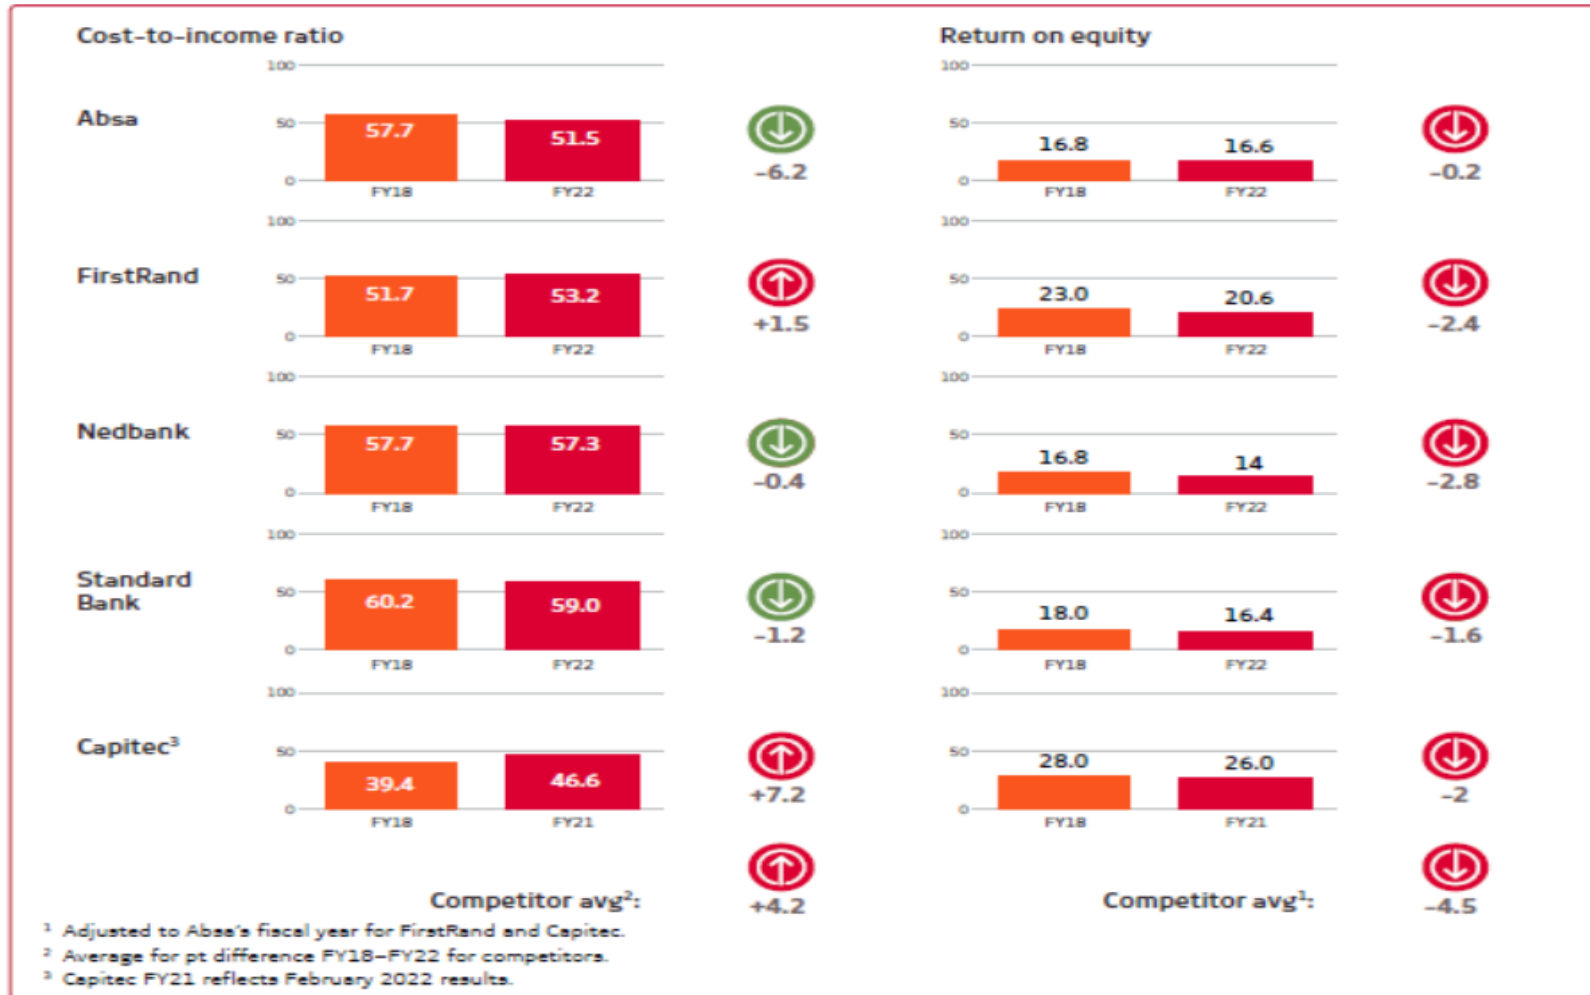 Cost-to-income ratio
Return on equity
Absa
100
50
0
57.7
51.5
FY18
FY22
-6.2
100
50
0
16.8
16.6
FY18
FY22
-0.2
FirstRand
100
50
0
51.7
53.2
FY18
FY22
+1.5
100
50
0
23.0
20.6
FY18
FY22
-2.4
Nedbank
100
50
0
57.7
57.3
FY18
FY22
-0.4
100
50
0
16.8
14
FY18
FY22
-2.8
Standard
Bank
100
50
0
60.2
59.0
FY18
FY22
-1.2
100
50
0
18.0
16.4
FY18
FY22
-1.6
Capitec³
100
50
0
39.4
46.6
FY18
FY21
+7.2
100
50
0
28.0
26.0
FY18
FY21
-2
Competitor avg²:
+4.2
Competitor avg¹:
-4.5
¹ Adjusted to Absa's fiscal year for FirstRand and Capitec.
² Average for pt difference FY18–FY22 for competitors.
³ Capitec FY21 reflects February 2022 results.